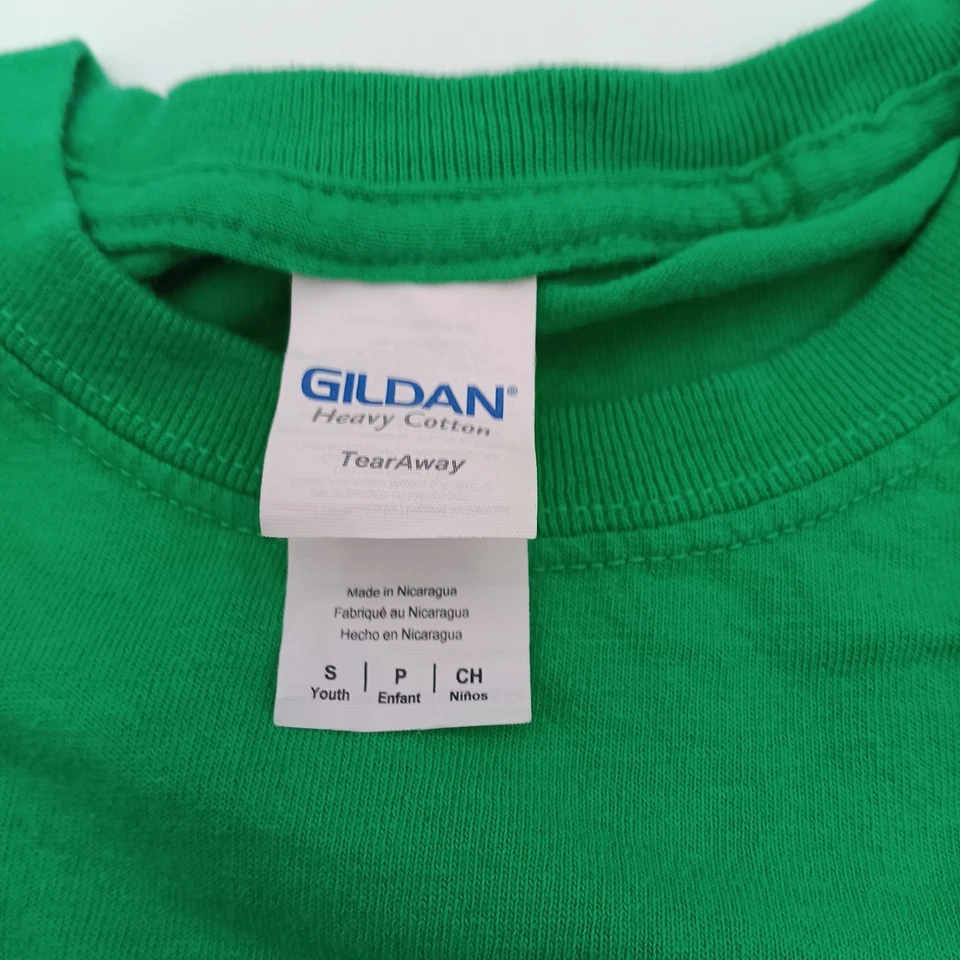 GILDAN®
Heavy Cotton
TearAway
Made in Nicaragua
Fabriqué au Nicaragua
Hecho en Nicaragua
S | P | CH
Youth Enfant Niños